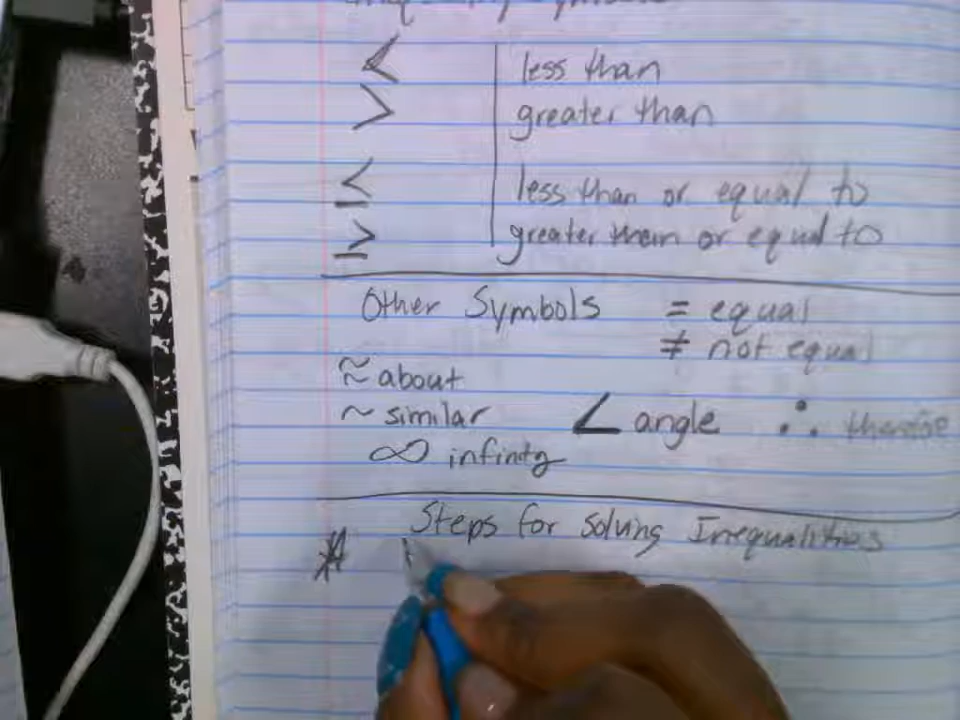 < less than
> greater than
≤ less than or equal to
≥ greater than or equal to
Other Symbols = equal
≠ not equal
≈ about
~ similar ∠ angle ∴ therefore
∞ infinty
Steps for solving Inequalities
*